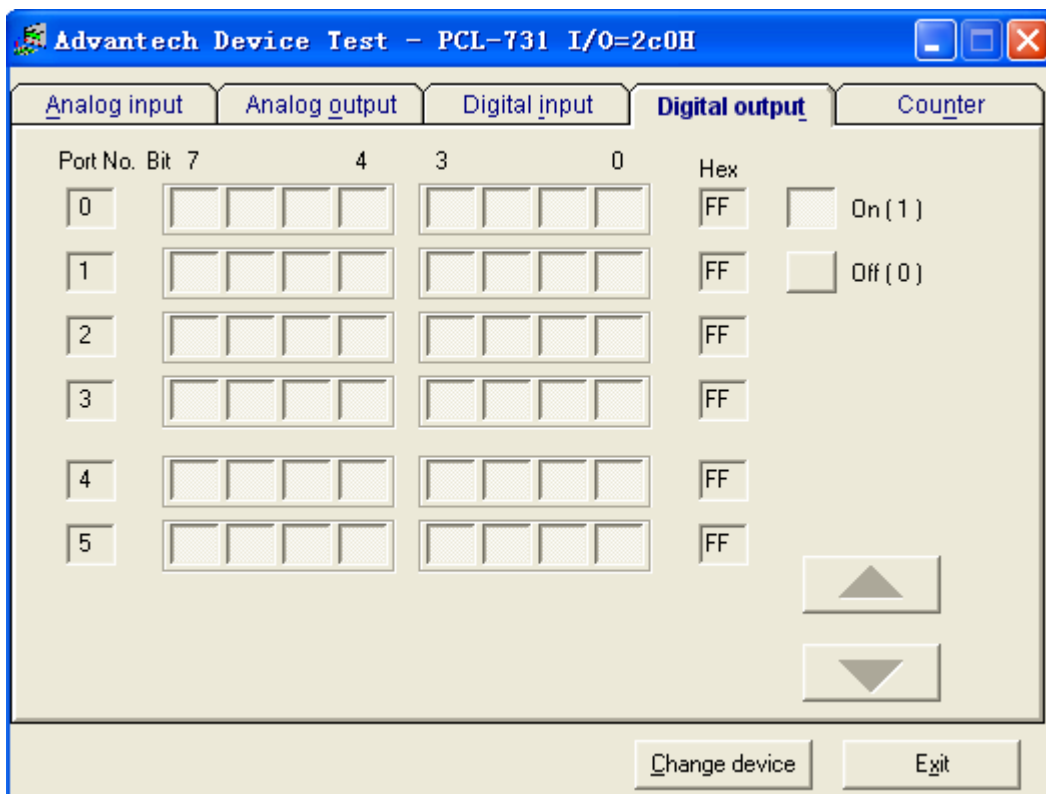 Advantech Device Test - PCL-731 I/O=2c0H
Analog input Analog output Digital input Digital output Counter
Port No. Bit 7 4 3 0 Hex
0 FF On ( 1 )
1 FF Off ( 0 )
2 FF
3 FF
4 FF
5 FF
Change device Exit